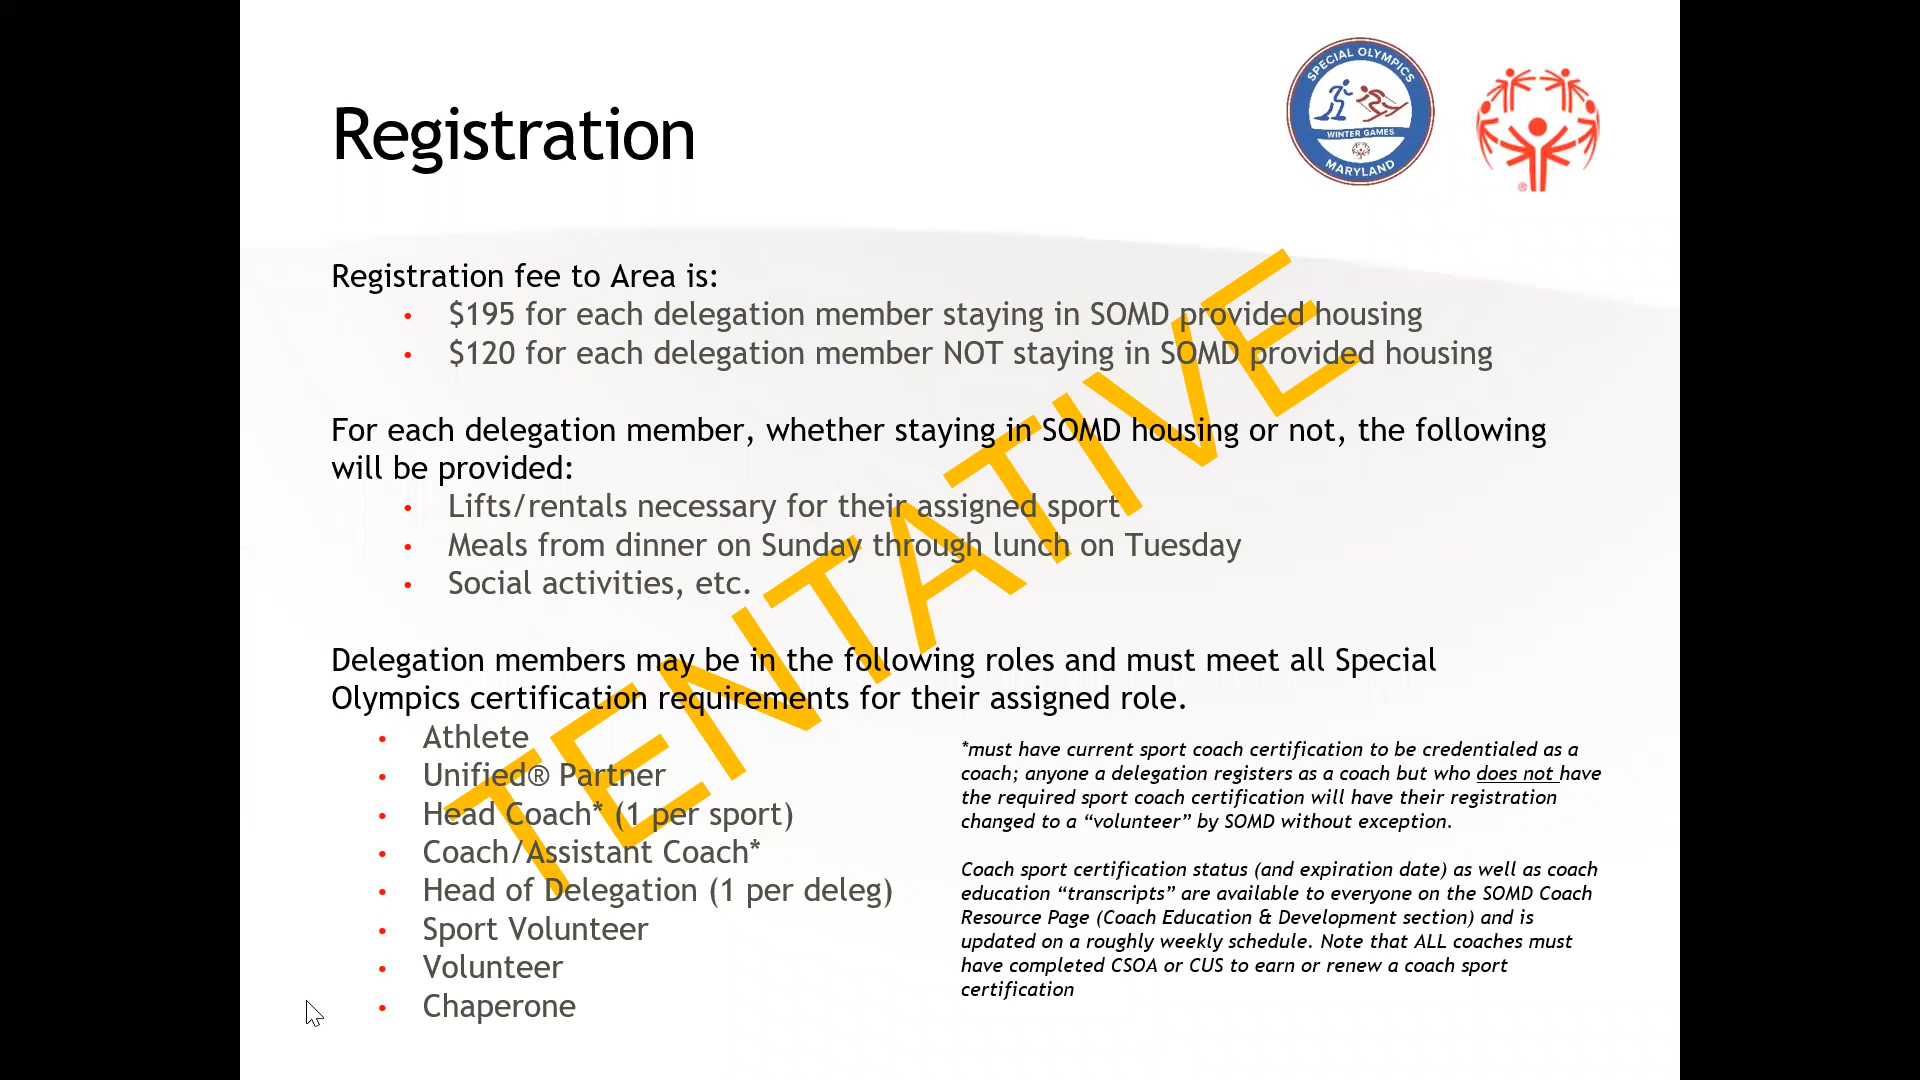 SPECIAL OLYMPICS
WINTER GAMES
MARYLAND
®
Registration
Registration fee to Area is:
• $195 for each delegation member staying in SOMD provided housing
• $120 for each delegation member NOT staying in SOMD provided housing
For each delegation member, whether staying in SOMD housing or not, the following
will be provided:
• Lifts/rentals necessary for their assigned sport
• Meals from dinner on Sunday through lunch on Tuesday
• Social activities, etc.
TENTATIVE
Delegation members may be in the following roles and must meet all Special
Olympics certification requirements for their assigned role.
• Athlete
• Unified® Partner
• Head Coach* (1 per sport)
• Coach/Assistant Coach*
• Head of Delegation (1 per deleg)
• Sport Volunteer
• Volunteer
• Chaperone
*must have current sport coach certification to be credentialed as a
coach; anyone a delegation registers as a coach but who does not have
the required sport coach certification will have their registration
changed to a “volunteer” by SOMD without exception.
Coach sport certification status (and expiration date) as well as coach
education “transcripts” are available to everyone on the SOMD Coach
Resource Page (Coach Education & Development section) and is
updated on a roughly weekly schedule. Note that ALL coaches must
have completed CSOA or CUS to earn or renew a coach sport
certification